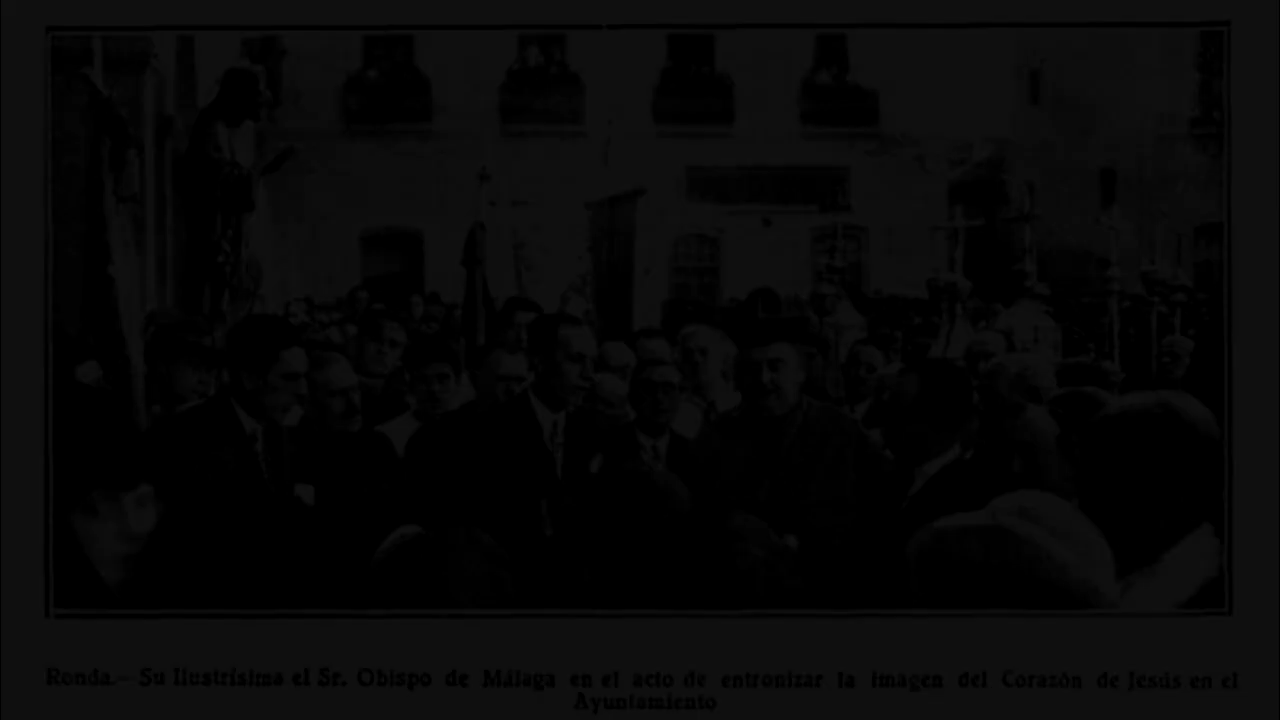 Ronda.— Su Ilustrísima el Sr. Obispo de Málaga en el acto de entronizar la imagen del Corazón de Jesús en el
Ayuntamiento